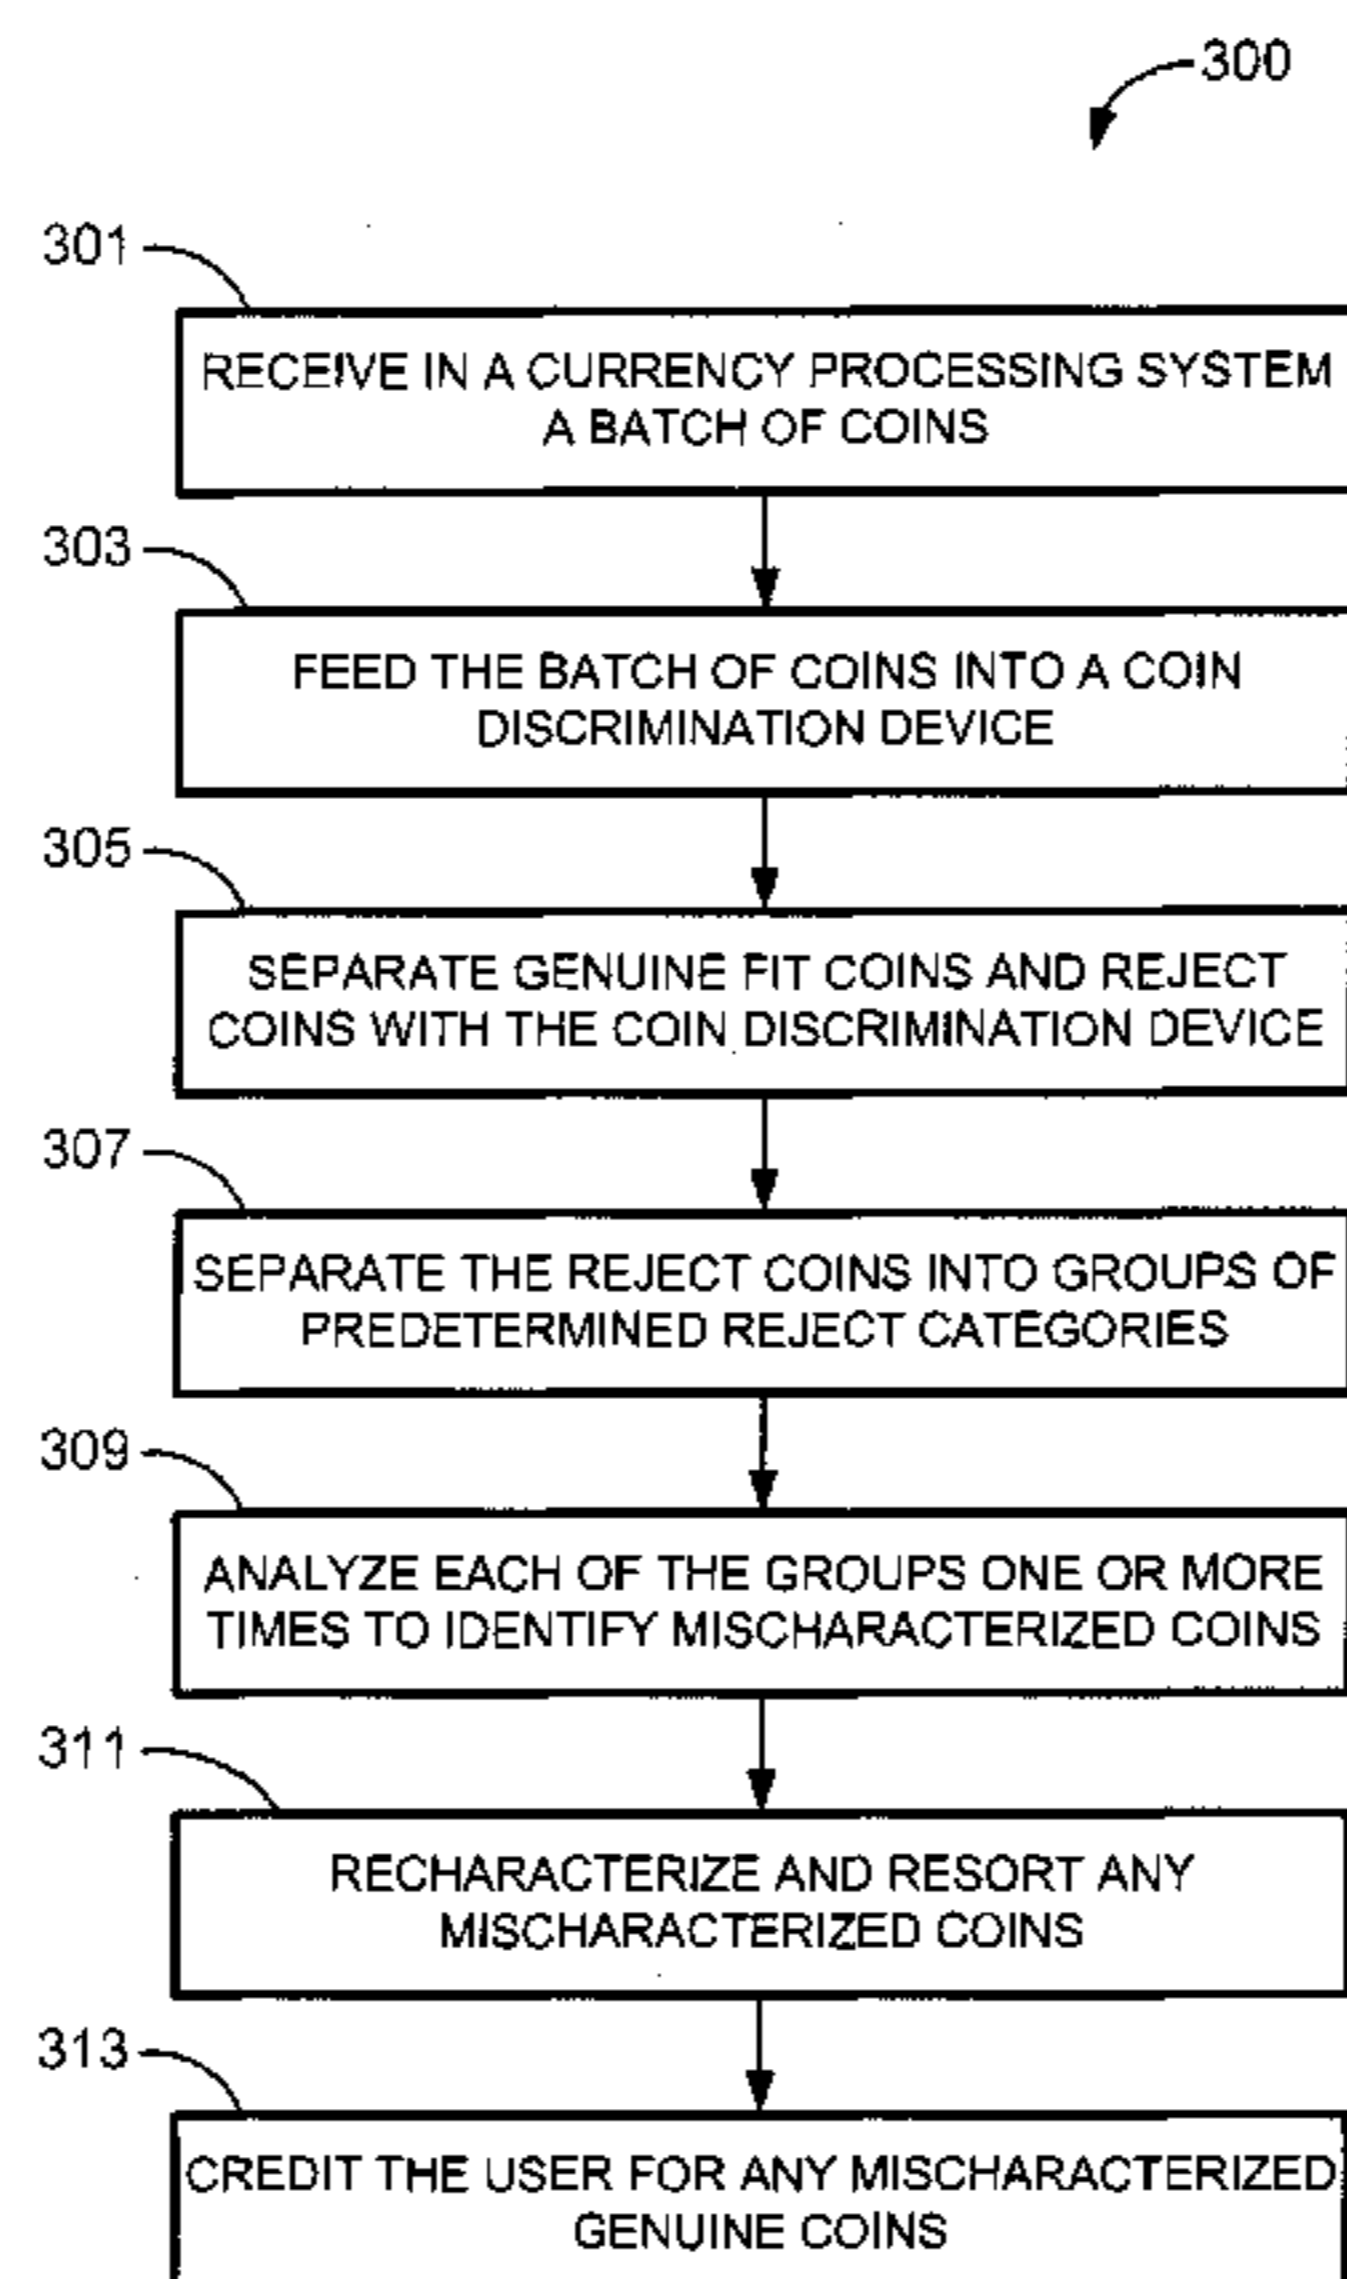 300
301
RECEIVE IN A CURRENCY PROCESSING SYSTEM
A BATCH OF COINS
303
FEED THE BATCH OF COINS INTO A COIN
DISCRIMINATION DEVICE
305
SEPARATE GENUINE FIT COINS AND REJECT
COINS WITH THE COIN DISCRIMINATION DEVICE
307
SEPARATE THE REJECT COINS INTO GROUPS OF
PREDETERMINED REJECT CATEGORIES
309
ANALYZE EACH OF THE GROUPS ONE OR MORE
TIMES TO IDENTIFY MISCHARACTERIZED COINS
311
RECHARACTERIZE AND RESORT ANY
MISCHARACTERIZED COINS
313
CREDIT THE USER FOR ANY MISCHARACTERIZED
GENUINE COINS